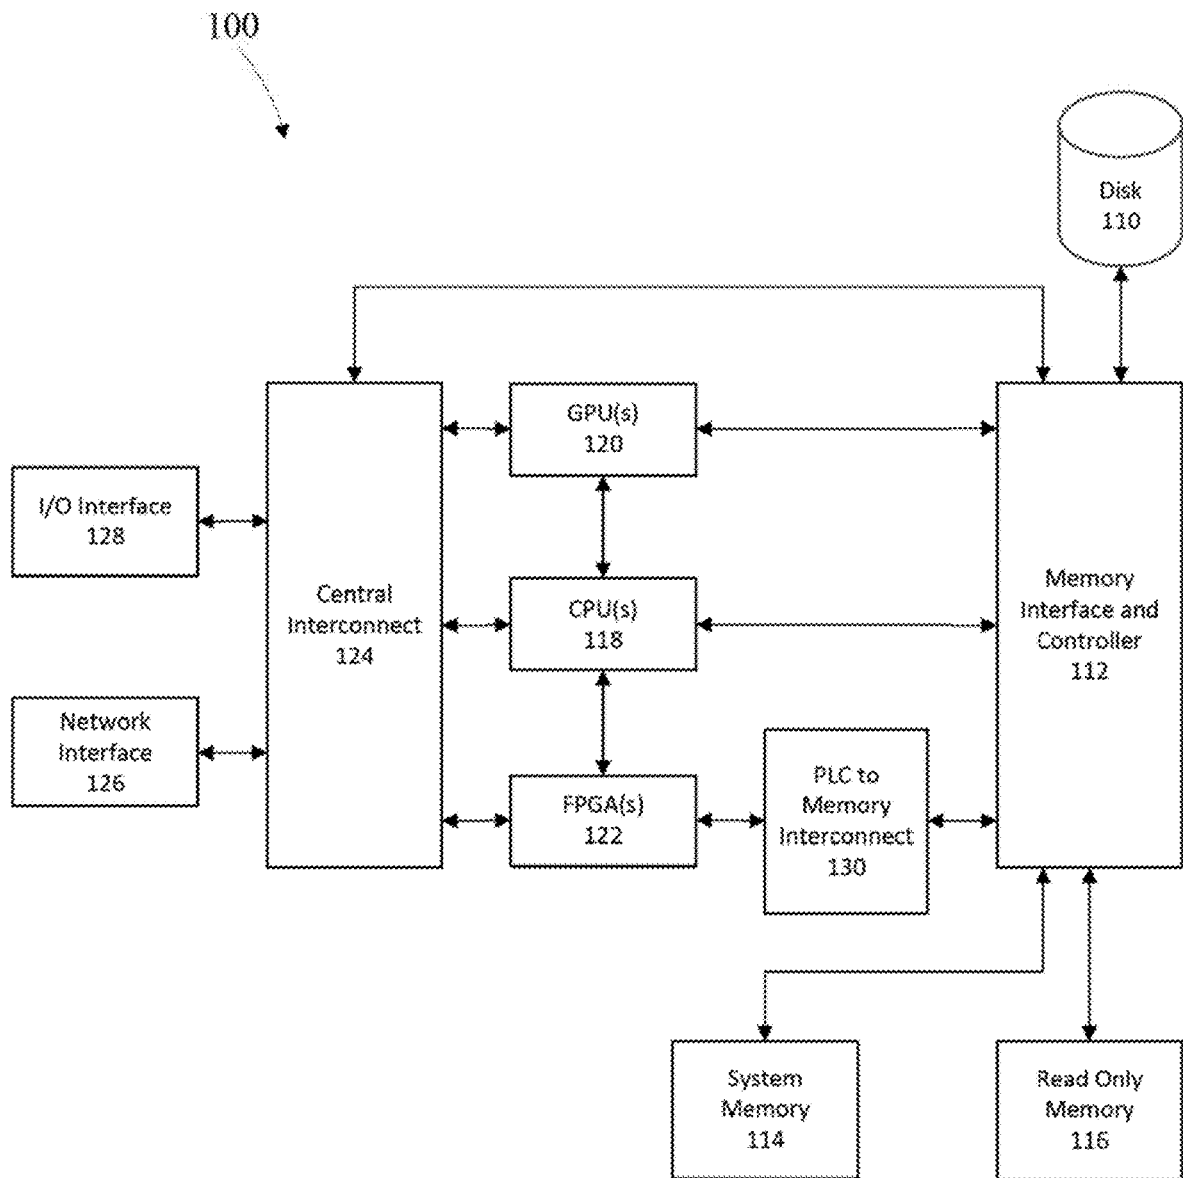 100
Disk
110
GPU(s)
120
I/O Interface
128
Central
Interconnect
124
CPU(s)
118
Memory
Interface and
Controller
112
Network
Interface
126
FPGA(s)
122
PLC to
Memory
Interconnect
130
System
Memory
114
Read Only
Memory
116